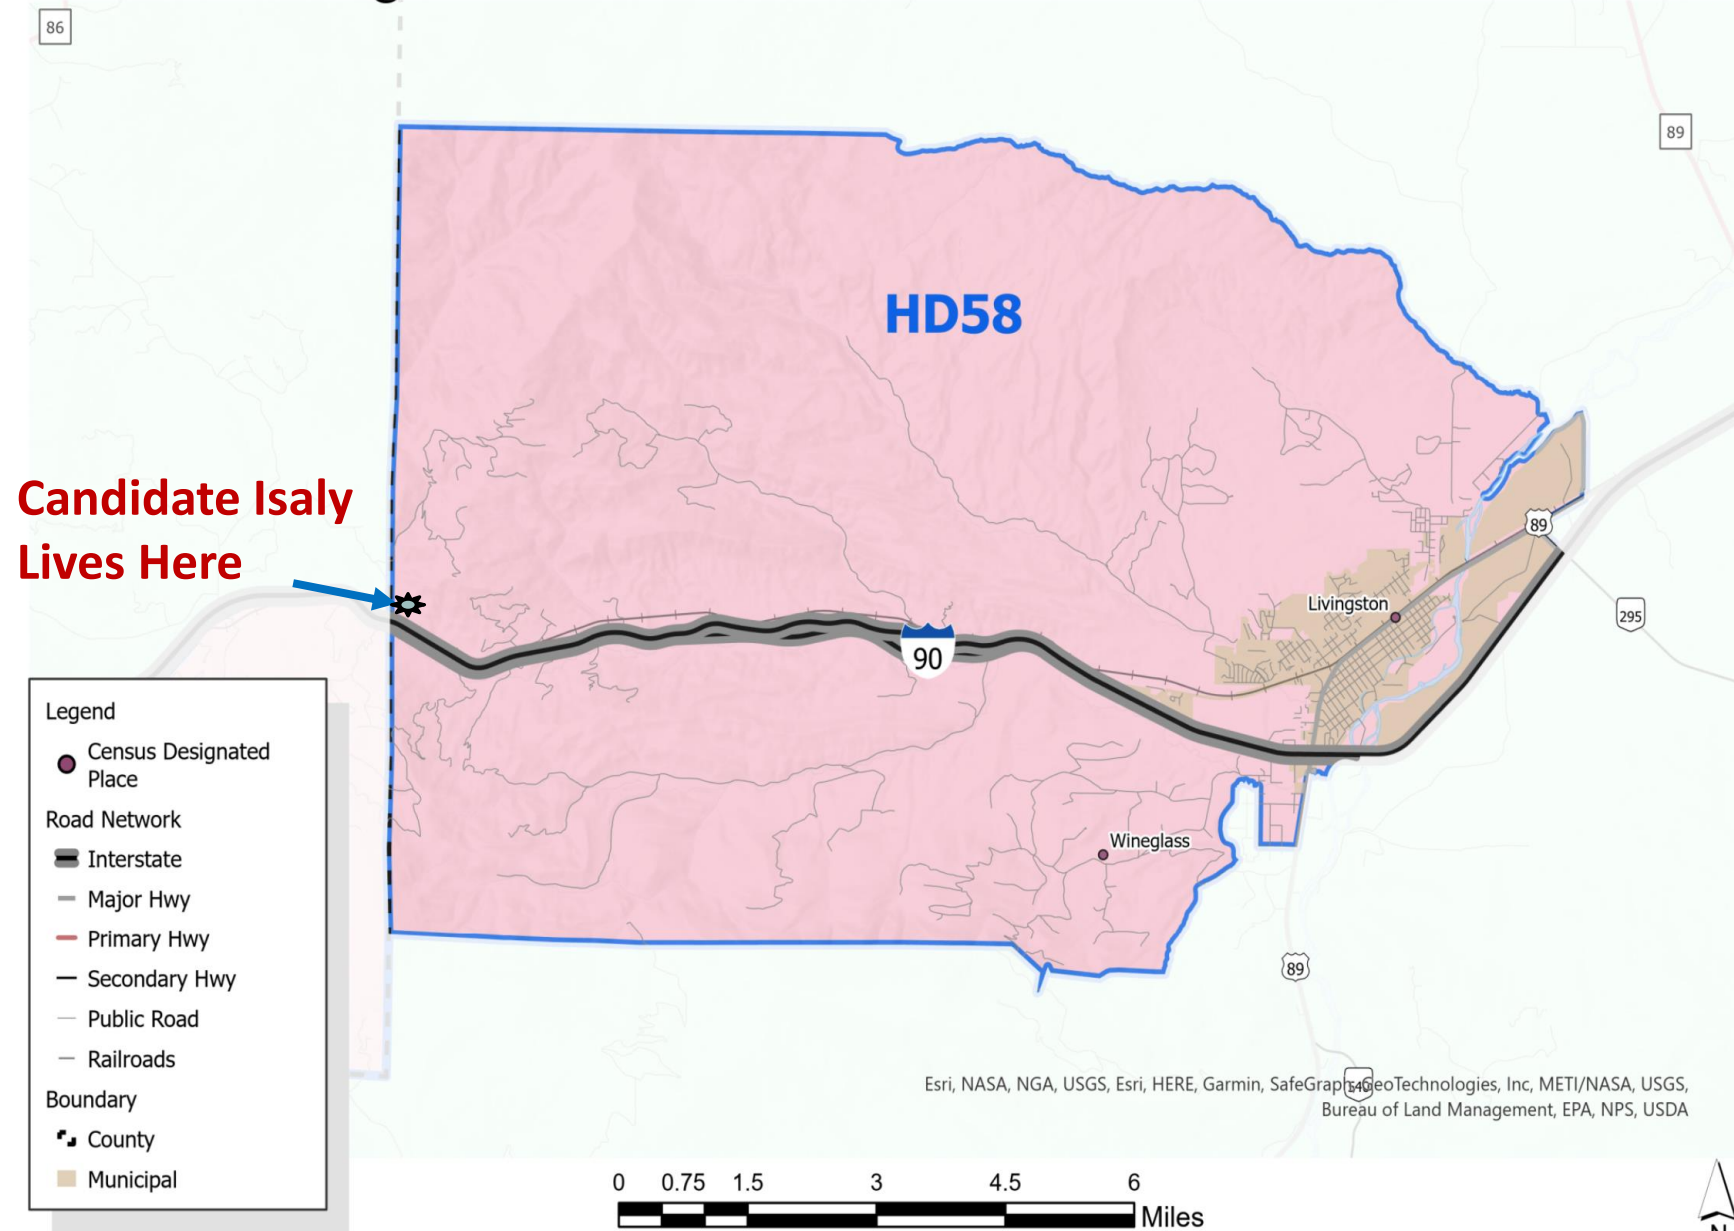 86
89
HD58
Candidate Isaly
Lives Here
89
Livingston
295
90
Legend
Census Designated
Place
Road Network
Interstate
Major Hwy
Primary Hwy
Secondary Hwy
Public Road
Railroads
Boundary
County
Municipal
Wineglass
89
Esri, NASA, NGA, USGS, Esri, HERE, Garmin, SafeGraph, GeoTechnologies, Inc, METI/NASA, USGS,
540
Bureau of Land Management, EPA, NPS, USDA
0 0.75 1.5 3 4.5 6
Miles
N